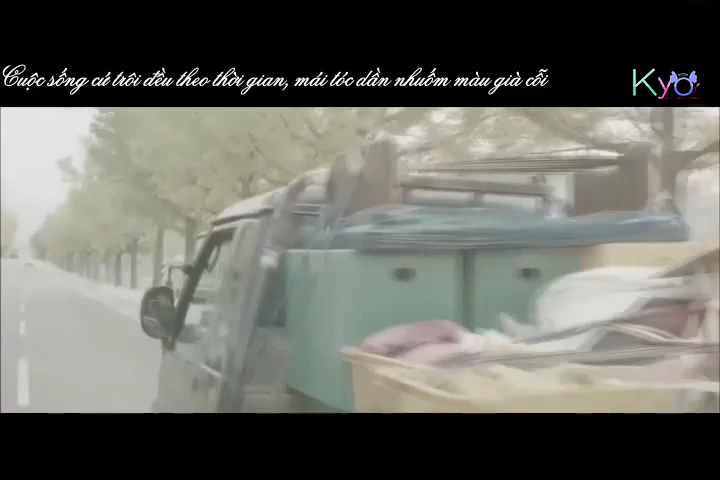 Cuộc sống cứ trôi đều theo thời gian, mái tóc dần nhuốm màu già cỗi
Kyo